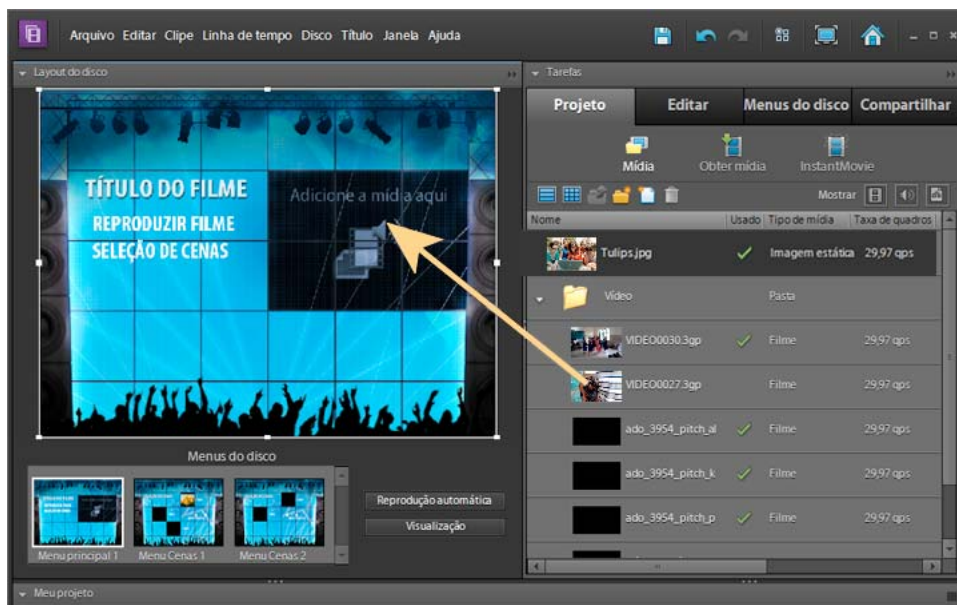 Arquivo Editar Clipe Linha de tempo Disco Título Janela Ajuda
Layout do disco
TÍTULO DO FILME
REPRODUZIR FILME
SELEÇÃO DE CENAS
Adicione a mídia aqui
Menus do disco
Menu principal 1 Menu Cenas 1 Menu Cenas 2
Reprodução automática
Visualização
Tarefas
Projeto Editar Menus do disco Compartilhar
Mídia Obter mídia InstantMovie
Mostrar
Nome Usado Tipo de mídia Taxa de quadros
Tulips.jpg Imagem estática 29,97 qps
Vídeo Pasta
VIDEO0030.3gp Filme 29,97 qps
VIDEO0027.3gp Filme 29,97 qps
ado_3954_pitch_al Filme 29,97 qps
ado_3954_pitch_k Filme 29,97 qps
ado_3954_pitch_p Filme 29,97 qps
Meu projeto